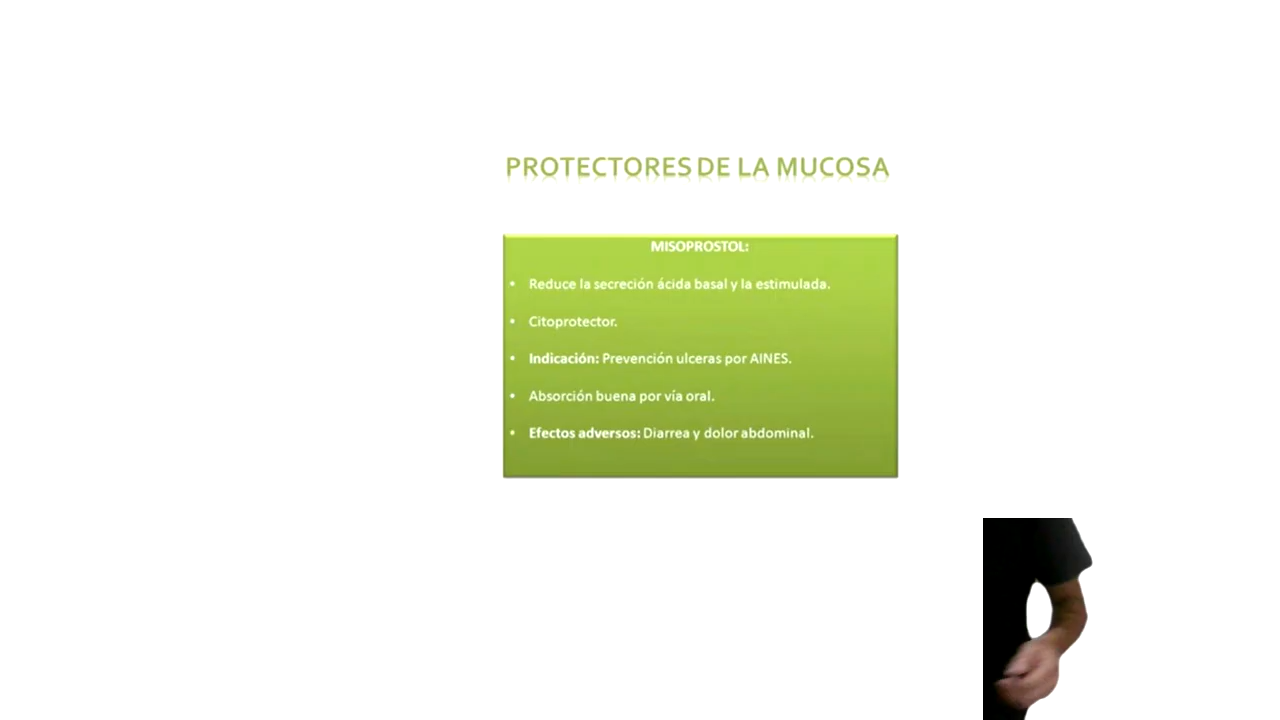 PROTECTORES DE LA MUCOSA
MISOPROSTOL:
• Reduce la secreción ácida basal y la estimulada.
• Citoprotector.
• Indicación: Prevención ulceras por AINES.
• Absorción buena por vía oral.
• Efectos adversos: Diarrea y dolor abdominal.